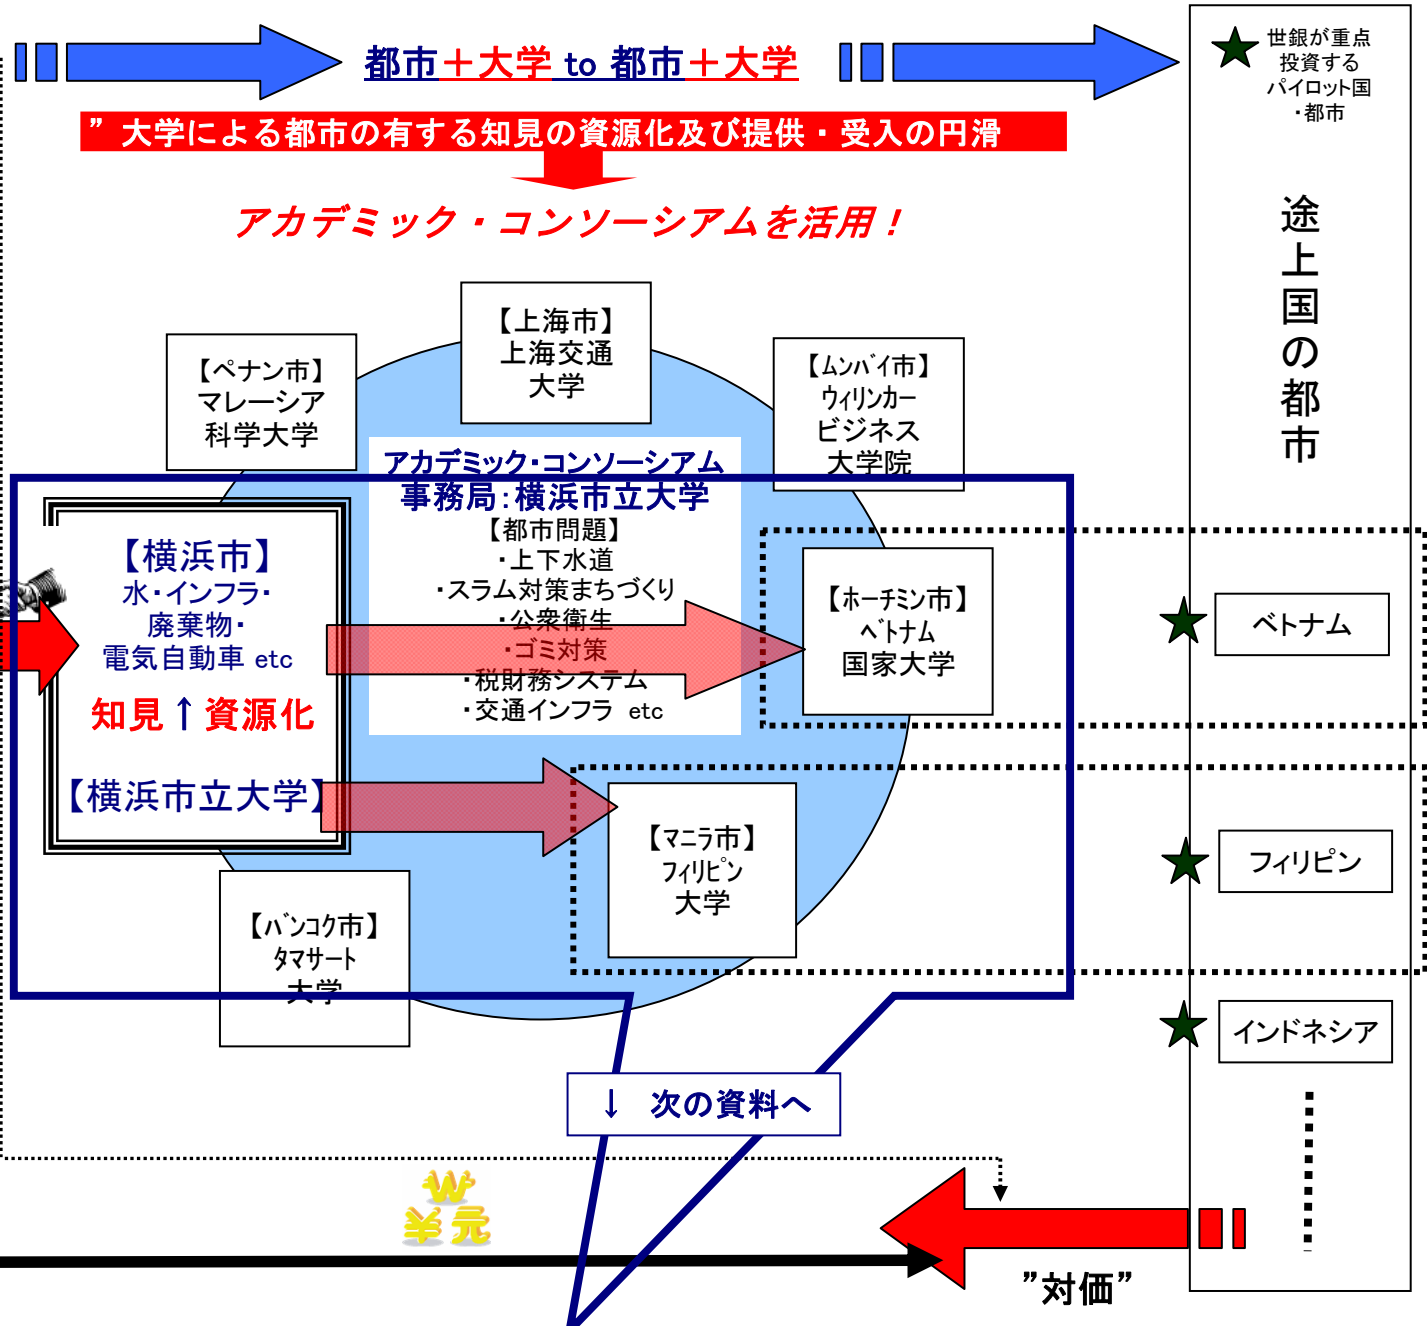 都市＋大学 to 都市＋大学
”大学による都市の有する知見の資源化及び提供・受入の円滑
アカデミック・コンソーシアムを活用！
世銀が重点
投資する
パイロット国
・都市
途上国の都市
【上海市】
上海交通
大学
【ペナン市】
マレーシア
科学大学
【ムンバイ市】
ウィリンカー
ビジネス
大学院
アカデミック・コンソーシアム
事務局：横浜市立大学
【都市問題】
・上下水道
・スラム対策まちづくり
・公衆衛生
・ゴミ対策
・税財務システム
・交通インフラ etc
【横浜市】
水・インフラ・
廃棄物・
電気自動車 etc
知見↑資源化
【横浜市立大学】
【ホーチミン市】
ベトナム
国家大学
ベトナム
【マニラ市】
フィリピン
大学
フィリピン
【バンコク市】
タマサート
大学
インドネシア
↓ 次の資料へ
₩
¥元
”対価”